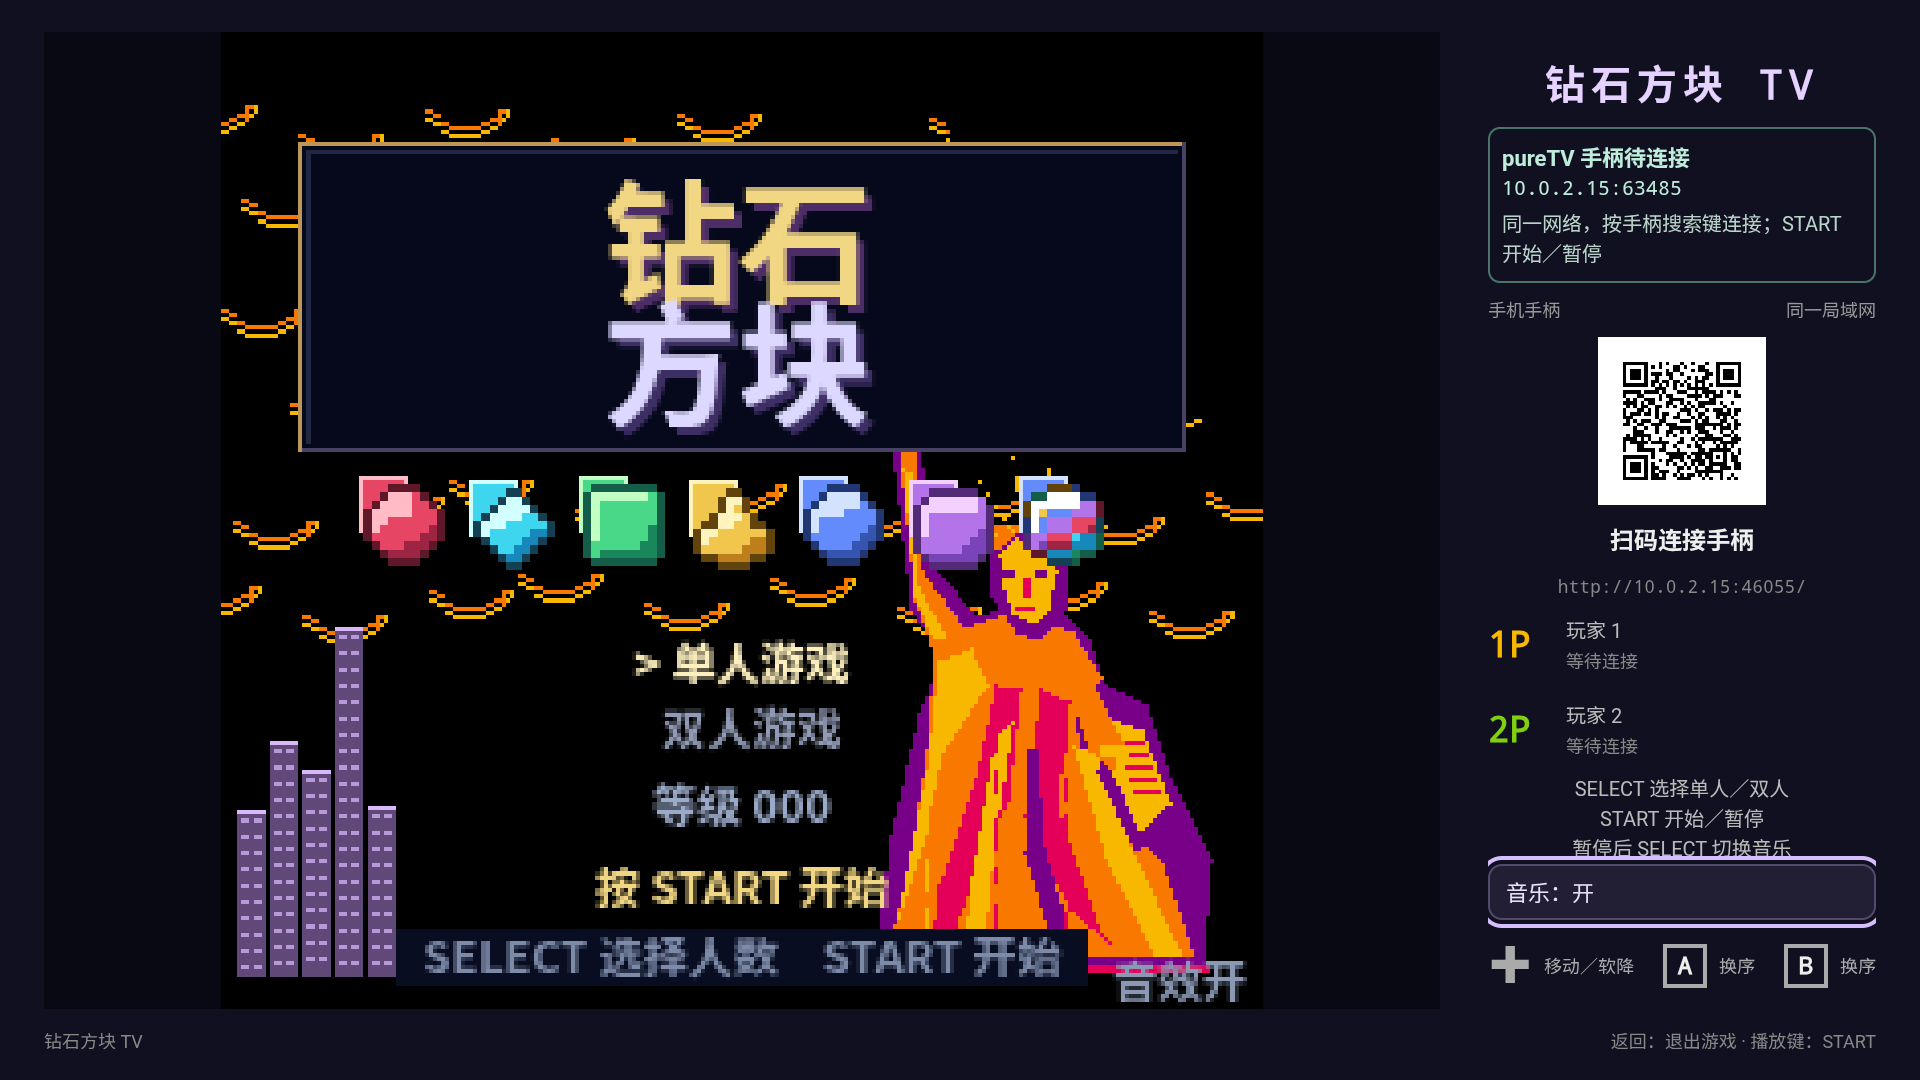 钻石
方块
> 单人游戏
双人游戏
等级 000
按 START 开始
SELECT 选择人数 START 开始
音效开
钻石方块 TV
pureTV 手柄待连接
10.0.2.15:63485
同一网络，按手柄搜索键连接；START
开始／暂停
手机手柄 同一局域网
扫码连接手柄
http://10.0.2.15:46055/
1P 玩家 1
等待连接
2P 玩家 2
等待连接
SELECT 选择单人／双人
START 开始／暂停
暂停后 SELECT 切换音乐
音乐：开
移动／软降 A 换序 B 换序
钻石方块 TV
返回：退出游戏 · 播放键：START